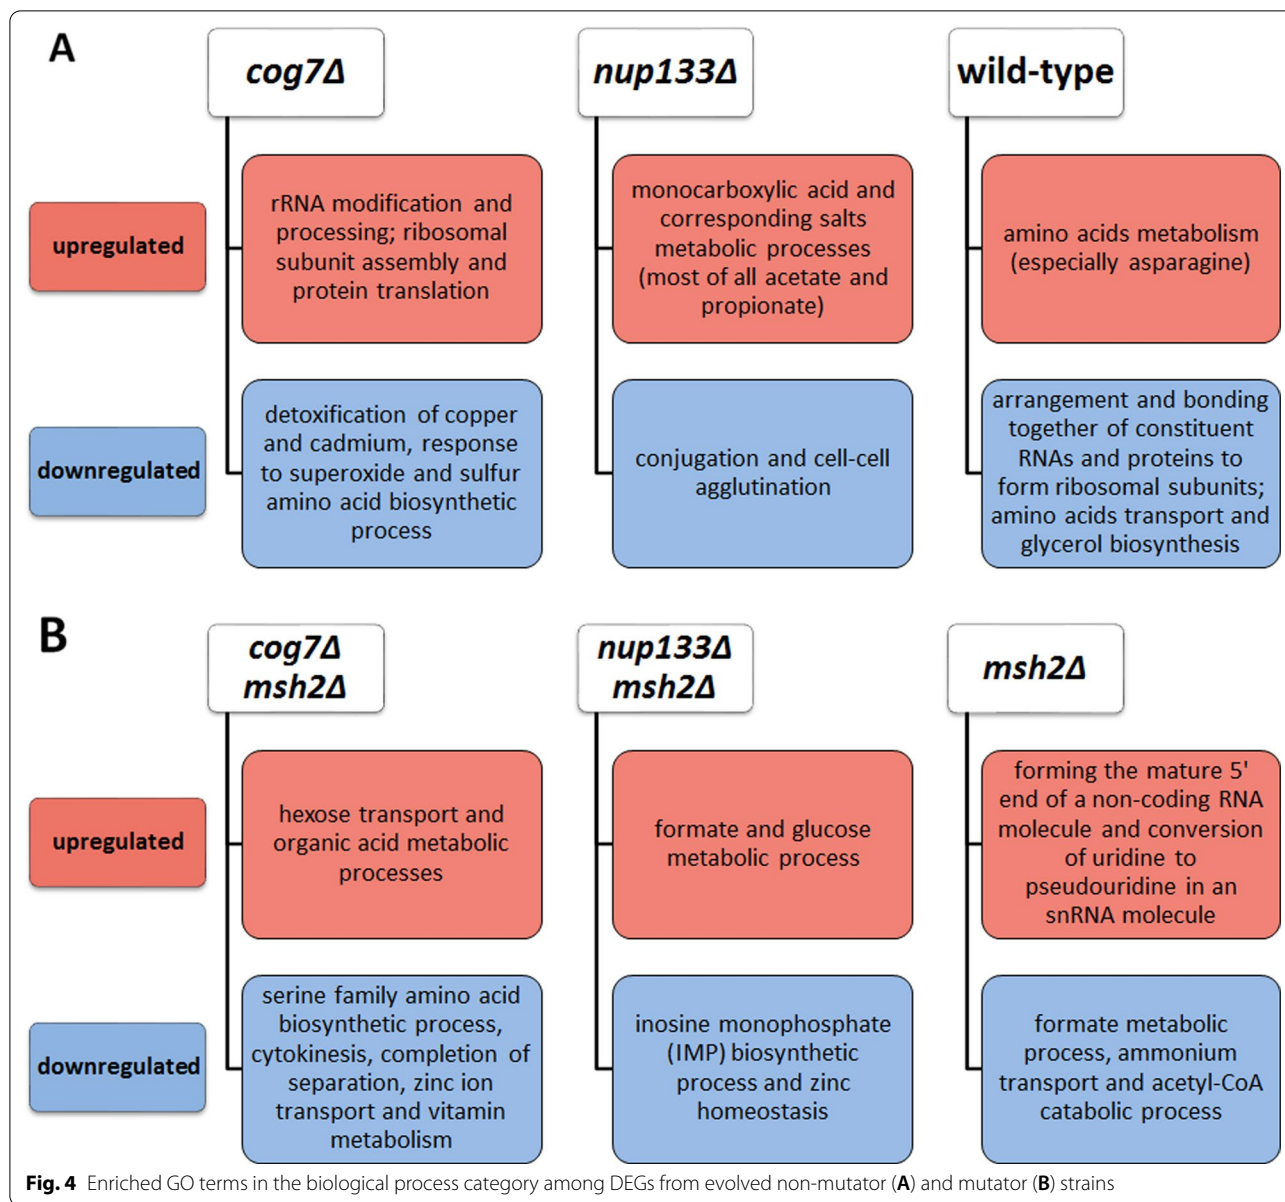 A
cog7Δ
nup133Δ
wild-type
upregulated
rRNA modification and
processing; ribosomal
subunit assembly and
protein translation
monocarboxylic acid and
corresponding salts
metabolic processes
(most of all acetate and
propionate)
amino acids metabolism
(especially asparagine)
downregulated
detoxification of copper
and cadmium, response
to superoxide and sulfur
amino acid biosynthetic
process
conjugation and cell-cell
agglutination
arrangement and bonding
together of constituent
RNAs and proteins to
form ribosomal subunits;
amino acids transport and
glycerol biosynthesis
B
cog7Δ
msh2Δ
nup133Δ
msh2Δ
msh2Δ
upregulated
hexose transport and
organic acid metabolic
processes
formate and glucose
metabolic process
forming the mature 5'
end of a non-coding RNA
molecule and conversion
of uridine to
pseudouridine in an
snRNA molecule
downregulated
serine family amino acid
biosynthetic process,
cytokinesis, completion of
separation, zinc ion
transport and vitamin
metabolism
inosine monophosphate
(IMP) biosynthetic
process and zinc
homeostasis
formate metabolic
process, ammonium
transport and acetyl-CoA
catabolic process
Fig. 4 Enriched GO terms in the biological process category among DEGs from evolved non-mutator (A) and mutator (B) strains